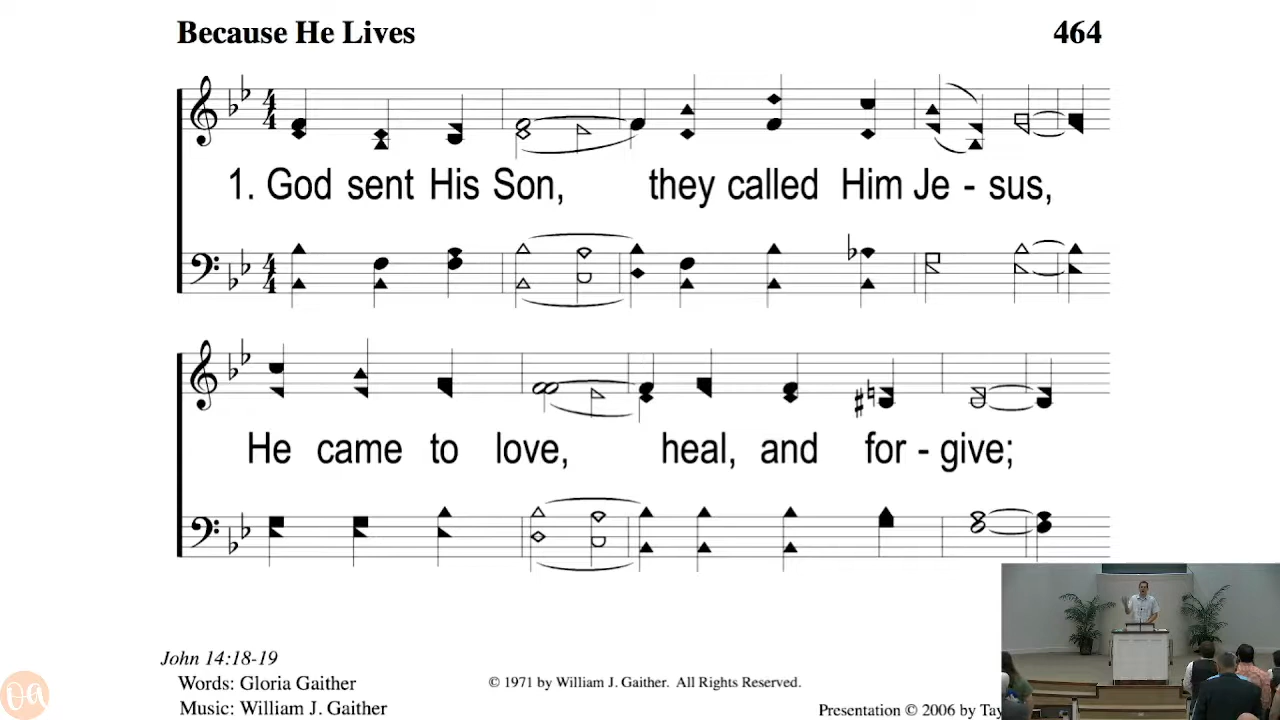 Because He Lives 464
1. God sent His Son, they called Him Je - sus,
He came to love, heal, and for - give;
John 14:18-19
Words: Gloria Gaither
© 1971 by William J. Gaither. All Rights Reserved.
Music: William J. Gaither
Presentation © 2006 by